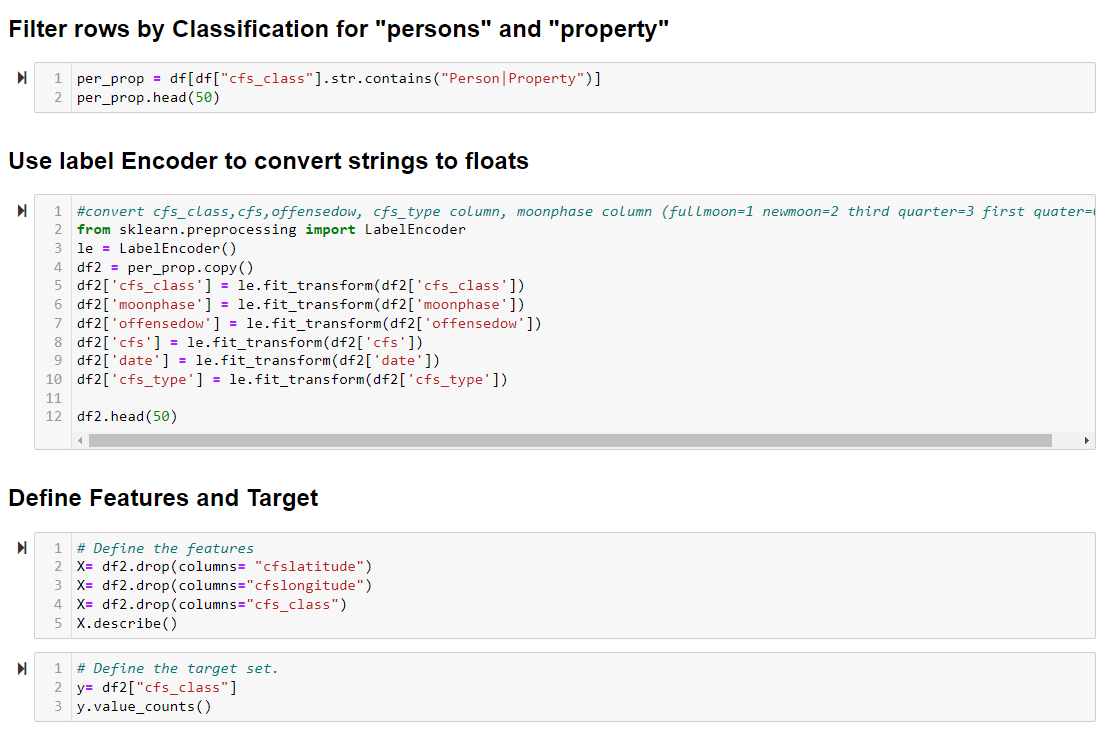 Filter rows by Classification for "persons" and "property"
1 per_prop = df[df["cfs_class"].str.contains("Person|Property")]
2 per_prop.head(50)
Use label Encoder to convert strings to floats
1 #convert cfs_class,cfs,offensedow, cfs_type column, moonphase column (fullmoon=1 newmoon=2 third quarter=3 first quater=
2 from sklearn.preprocessing import LabelEncoder
3 le = LabelEncoder()
4 df2 = per_prop.copy()
5 df2['cfs_class'] = le.fit_transform(df2['cfs_class'])
6 df2['moonphase'] = le.fit_transform(df2['moonphase'])
7 df2['offensedow'] = le.fit_transform(df2['offensedow'])
8 df2['cfs'] = le.fit_transform(df2['cfs'])
9 df2['date'] = le.fit_transform(df2['date'])
10 df2['cfs_type'] = le.fit_transform(df2['cfs_type'])
11
12 df2.head(50)
Define Features and Target
1 # Define the features
2 X= df2.drop(columns= "cfslatitude")
3 X= df2.drop(columns="cfslongitude")
4 X= df2.drop(columns="cfs_class")
5 X.describe()
1 # Define the target set.
2 y= df2["cfs_class"]
3 y.value_counts()